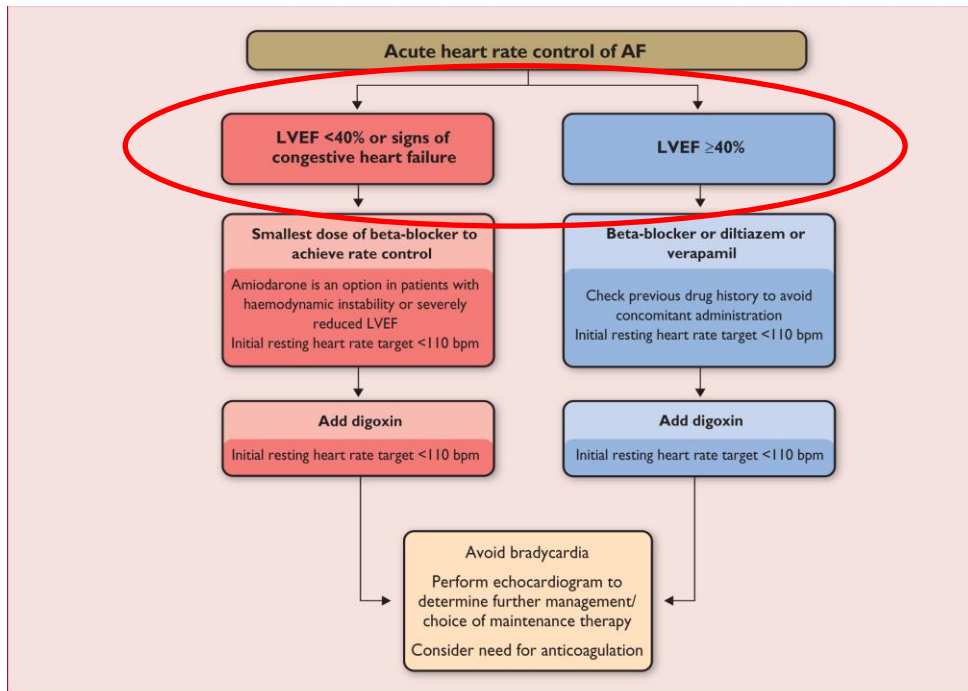 Acute heart rate control of AF
LVEF <40% or signs of
congestive heart failure
LVEF ≥40%
Smallest dose of beta-blocker to
achieve rate control
Amiodarone is an option in patients with
haemodynamic instability or severely
reduced LVEF
Initial resting heart rate target <110 bpm
Beta-blocker or diltiazem or
verapamil
Check previous drug history to avoid
concomitant administration
Initial resting heart rate target <110 bpm
Add digoxin
Initial resting heart rate target <110 bpm
Add digoxin
Initial resting heart rate target <110 bpm
Avoid bradycardia
Perform echocardiogram to
determine further management/
choice of maintenance therapy
Consider need for anticoagulation